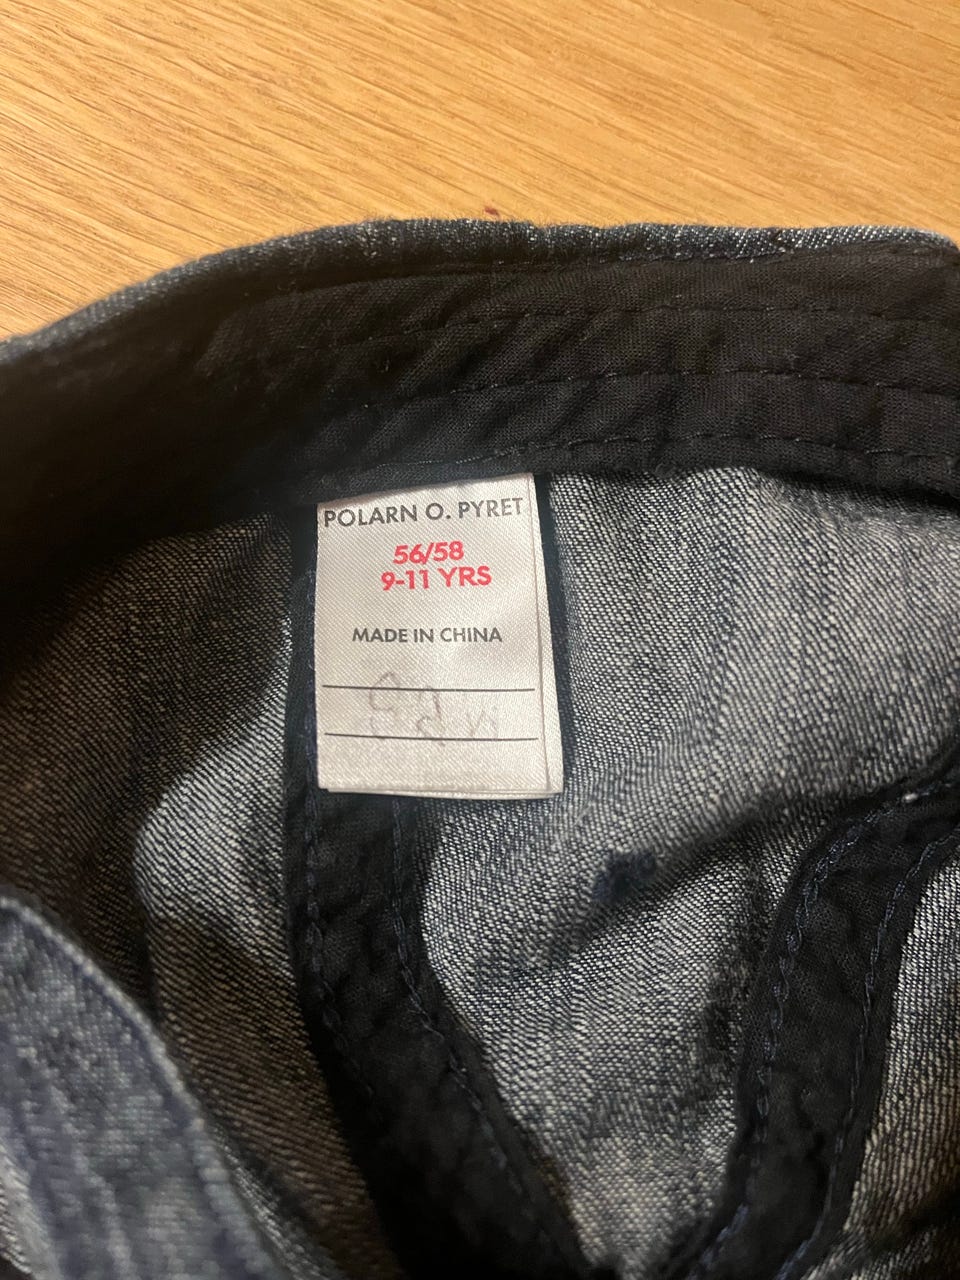 POLARN O. PYRET
56/58
9-11 YRS
MADE IN CHINA